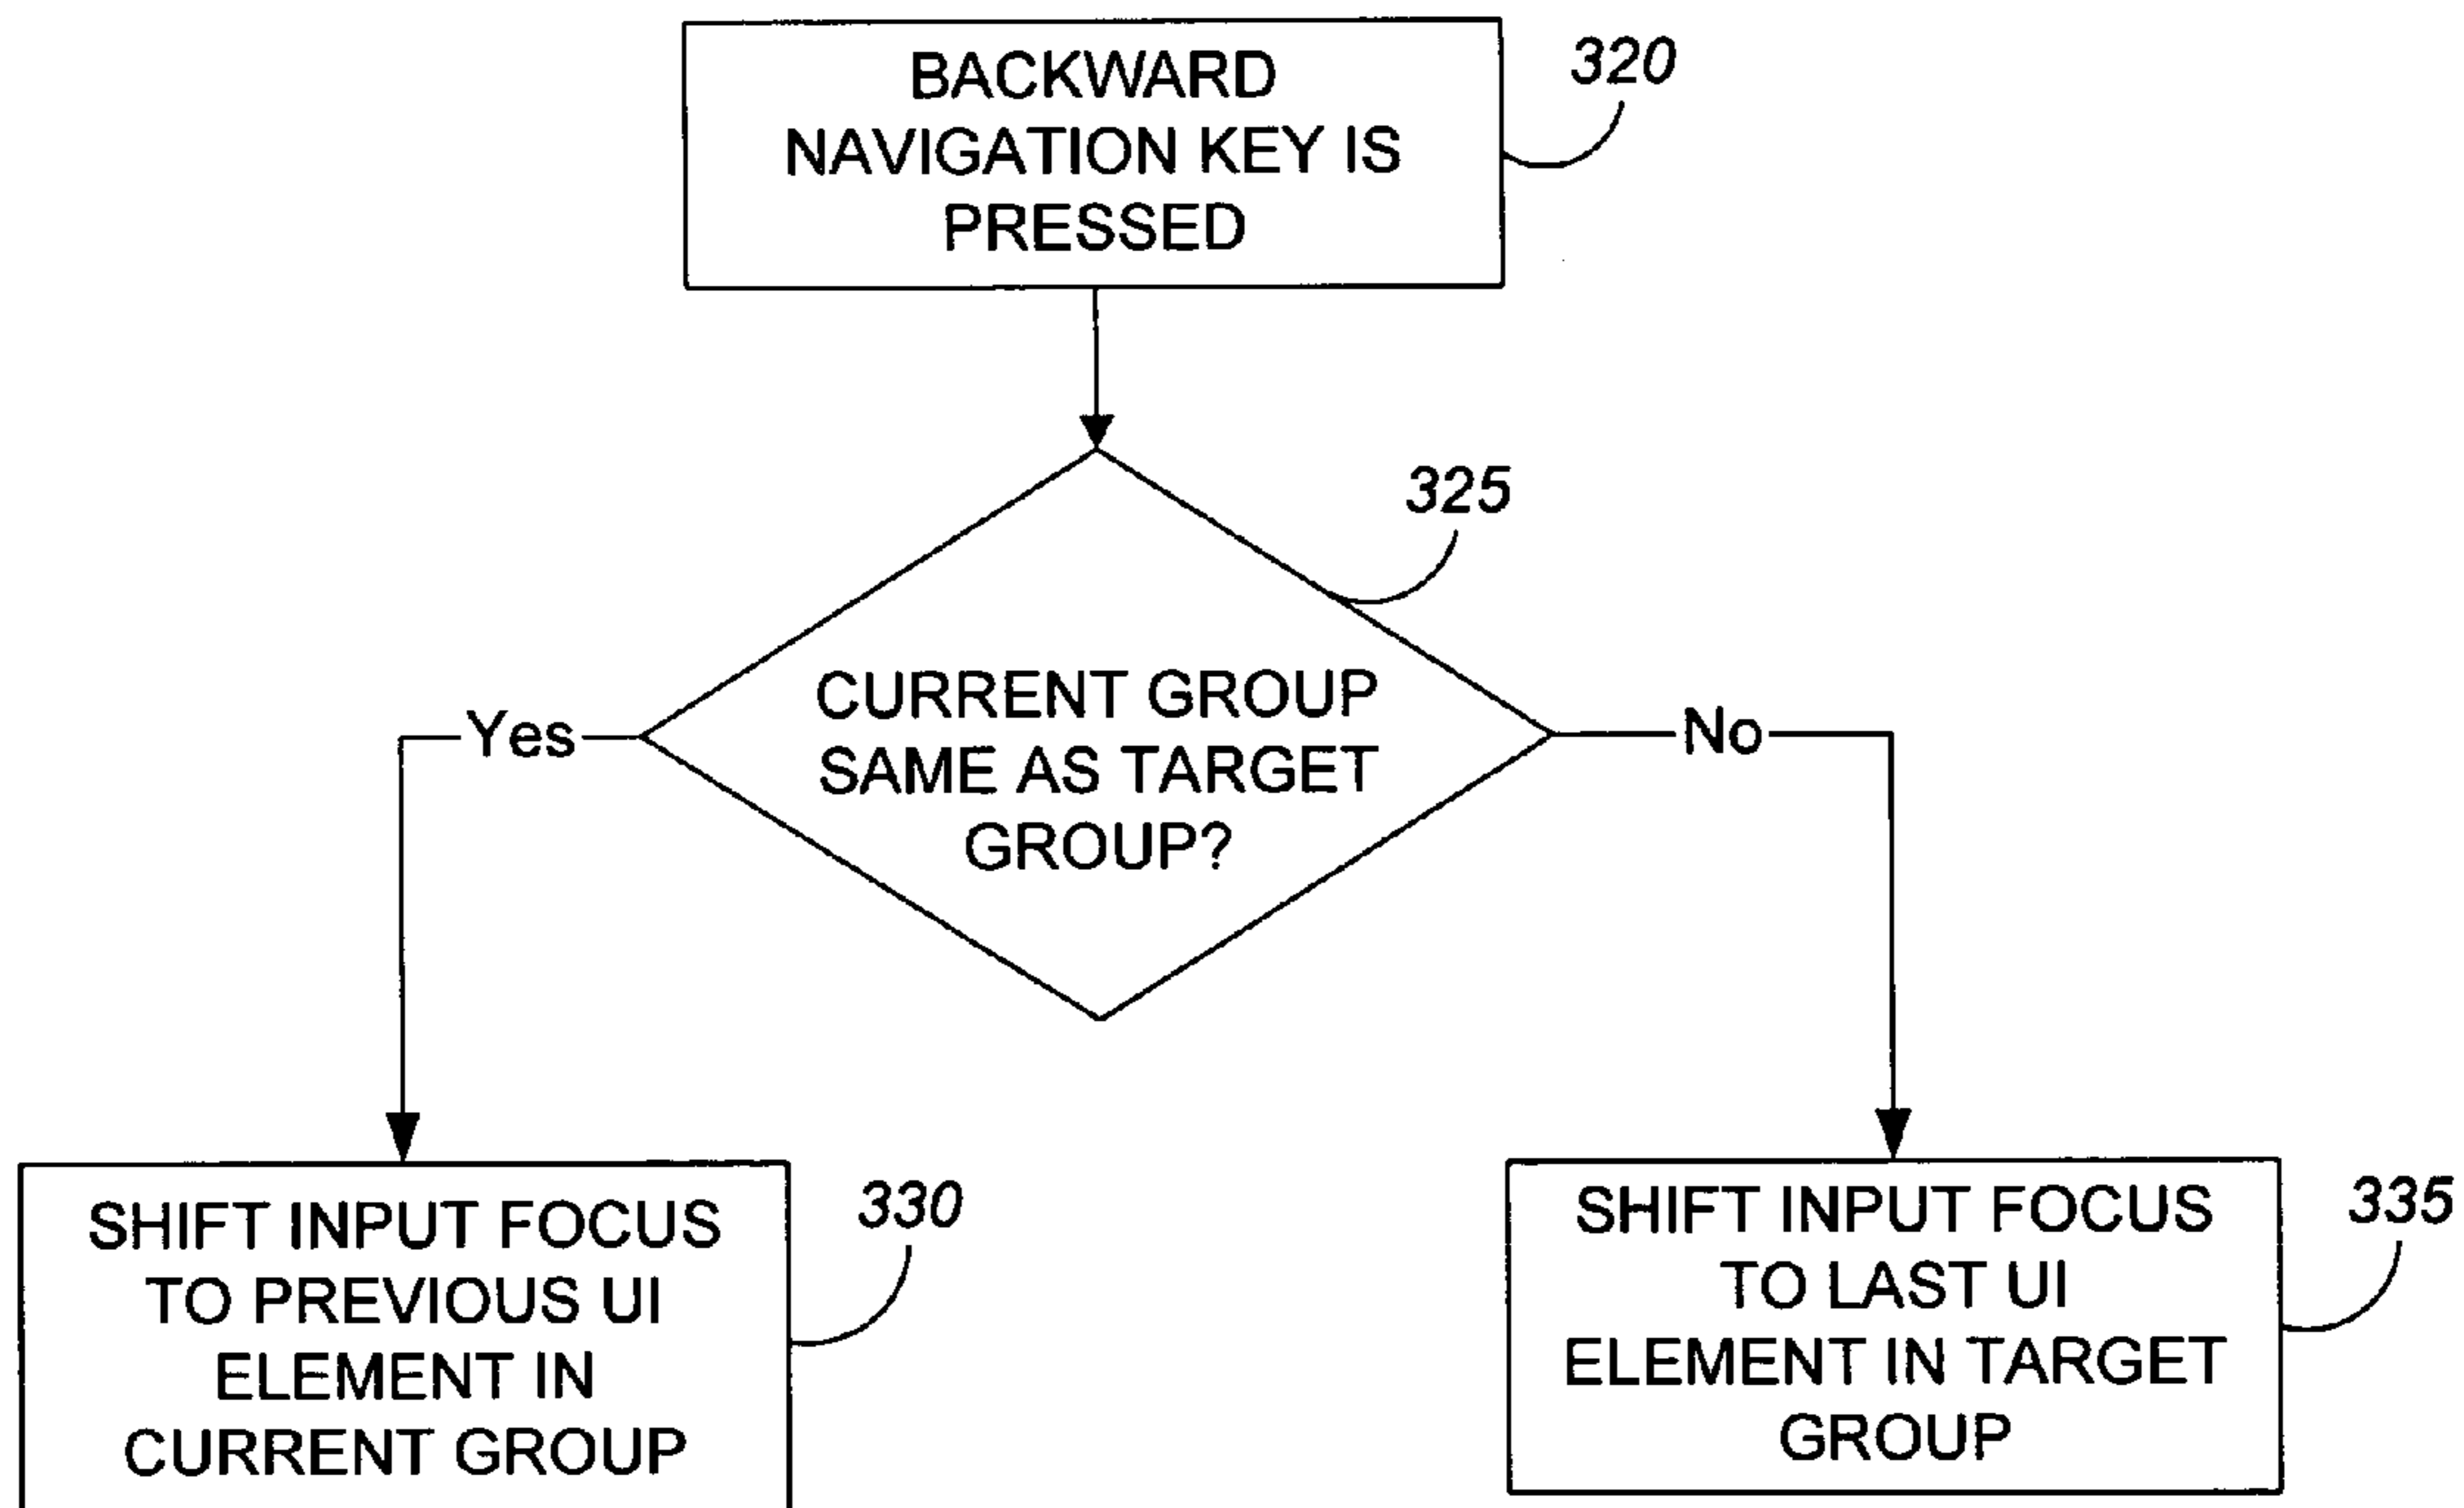 BACKWARD
NAVIGATION KEY IS
PRESSED
320
325
CURRENT GROUP
SAME AS TARGET
GROUP?
Yes
No
SHIFT INPUT FOCUS
TO PREVIOUS UI
ELEMENT IN
CURRENT GROUP
330
SHIFT INPUT FOCUS
TO LAST UI
ELEMENT IN TARGET
GROUP
335